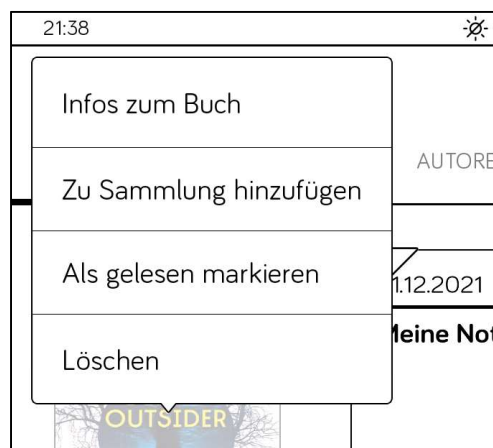 21:38
Infos zum Buch
AUTORE
Zu Sammlung hinzufügen
Als gelesen markieren
1.12.2021
Meine Not
Löschen
OUTSIDER